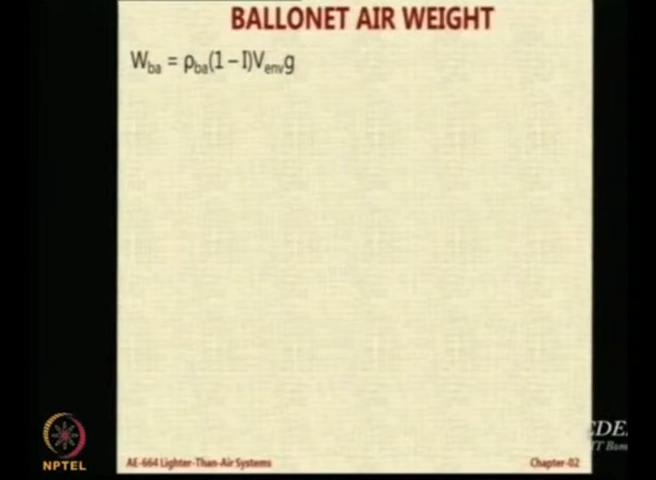 BALLONET AIR WEIGHT
W_ba = ρ_ba(1 – I)V_env g
NPTEL
AE-664 Lighter-Than-Air Systems
Chapter-02